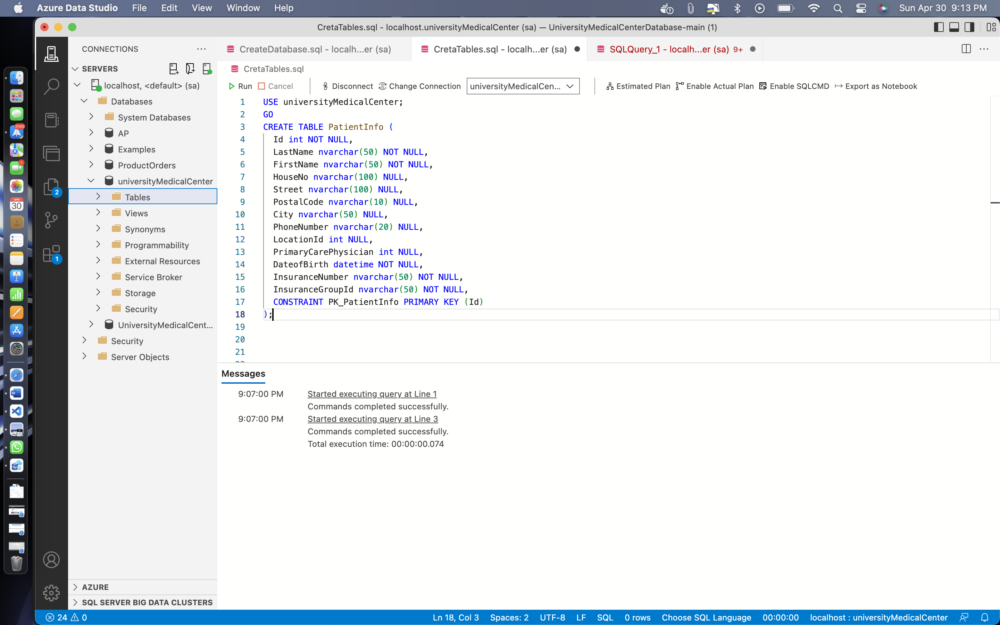 Azure Data Studio File Edit View Window Help Sun Apr 30 9:13 PM
CretaTables.sql - localhost.universityMedicalCenter (sa) — UniversityMedicalCenterDatabase-main (1)
CONNECTIONS
SERVERS
localhost, <default> (sa)
Databases
System Databases
AP
Examples
ProductOrders
universityMedicalCenter
Tables
Views
Synonyms
Programmability
External Resources
Service Broker
Storage
Security
UniversityMedicalCent...
Security
Server Objects
AZURE
SQL SERVER BIG DATA CLUSTERS
2
1
21225
1
APR
30
CreateDatabase.sql - localh...er (sa) CretaTables.sql - localh...er (sa) SQLQuery_1 - localh...er (sa) 9+
CretaTables.sql
Run Cancel Disconnect Change Connection universityMedicalCen... Estimated Plan Enable Actual Plan Enable SQLCMD Export as Notebook
1 USE universityMedicalCenter;
2 GO
3 CREATE TABLE PatientInfo (
4 Id int NOT NULL,
5 LastName nvarchar(50) NOT NULL,
6 FirstName nvarchar(50) NOT NULL,
7 HouseNo nvarchar(100) NULL,
8 Street nvarchar(100) NULL,
9 PostalCode nvarchar(10) NULL,
10 City nvarchar(50) NULL,
11 PhoneNumber nvarchar(20) NULL,
12 LocationId int NULL,
13 PrimaryCarePhysician int NULL,
14 DateofBirth datetime NOT NULL,
15 InsuranceNumber nvarchar(50) NOT NULL,
16 InsuranceGroupId nvarchar(50) NOT NULL,
17 CONSTRAINT PK_PatientInfo PRIMARY KEY (Id)
18 );
19
20
21
Messages
9:07:00 PM Started executing query at Line 1
Commands completed successfully.
9:07:00 PM Started executing query at Line 3
Commands completed successfully.
Total execution time: 00:00:00.074
24 0 Ln 18, Col 3 Spaces: 2 UTF-8 LF SQL 0 rows Choose SQL Language 00:00:00 localhost : universityMedicalCenter